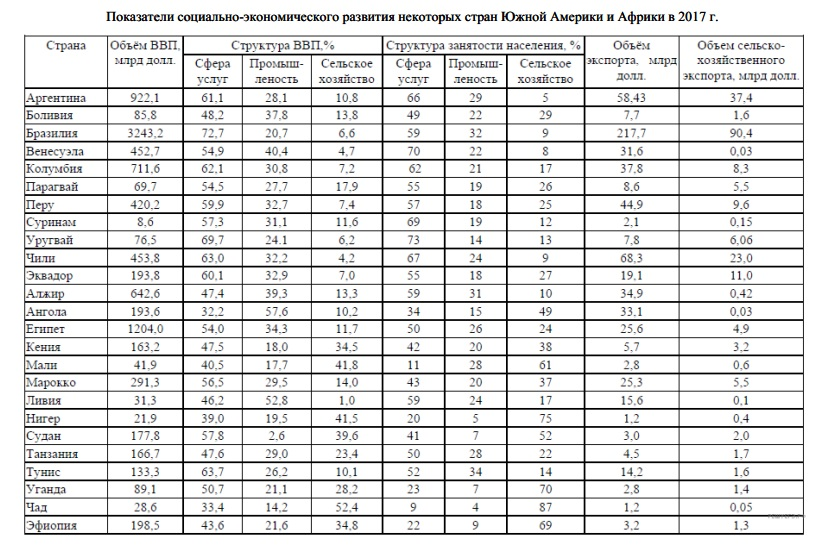 Показатели социально-экономического развития некоторых стран Южной Америки и Африки в 2017 г.
Страна Объём ВВП, млрд долл. Структура ВВП,% Структура занятости населения, % Объём экспорта, млрд долл. Объем сельско-хозяйственного экспорта, млрд долл.
Сфера услуг Промыш-леность Сельское хозяйство Сфера услуг Промыш-леность Сельское хозяйство
Аргентина 922,1 61,1 28,1 10,8 66 29 5 58,43 37,4
Боливия 85,8 48,2 37,8 13,8 49 22 29 7,7 1,6
Бразилия 3243,2 72,7 20,7 6,6 59 32 9 217,7 90,4
Венесуэла 452,7 54,9 40,4 4,7 70 22 8 31,6 0,03
Колумбия 711,6 62,1 30,8 7,2 62 21 17 37,8 8,3
Парагвай 69,7 54,5 27,7 17,9 55 19 26 8,6 5,5
Перу 420,2 59,9 32,7 7,4 57 18 25 44,9 9,6
Суринам 8,6 57,3 31,1 11,6 69 19 12 2,1 0,15
Уругвай 76,5 69,7 24.1 6,2 73 14 13 7,8 6,06
Чили 453,8 63,0 32,2 4,2 67 24 9 68,3 23,0
Эквадор 193,8 60,1 32,9 7,0 55 18 27 19,1 11,0
Алжир 642,6 47,4 39,3 13,3 59 31 10 34,9 0,42
Ангола 193,6 32,2 57,6 10,2 34 15 49 33,1 0,03
Египет 1204,0 54,0 34,3 11,7 50 26 24 25,6 4,9
Кения 163,2 47,5 18,0 34,5 42 20 38 5,7 3,2
Мали 41,9 40,5 17,7 41,8 11 28 61 2,8 0,6
Марокко 291,3 56,5 29,5 14,0 43 20 37 25,3 5,5
Ливия 31,3 46,2 52,8 1,0 59 24 17 15,6 0,1
Нигер 21,9 39,0 19,5 41,5 20 5 75 1,2 0,4
Судан 177,8 57,8 2,6 39,6 41 7 52 3,0 2,0
Танзания 166,7 47,6 29,0 23,4 50 28 22 4,5 1,7
Тунис 133,3 63,7 26,2 10,1 52 34 14 14,2 1,6
Уганда 89,1 50,7 21,1 28,2 23 7 70 2,8 1,4
Чад 28,6 33,4 14,2 52,4 9 4 87 1,2 0,05
Эфиопия 198,5 43,6 21,6 34,8 22 9 69 3,2 1,3